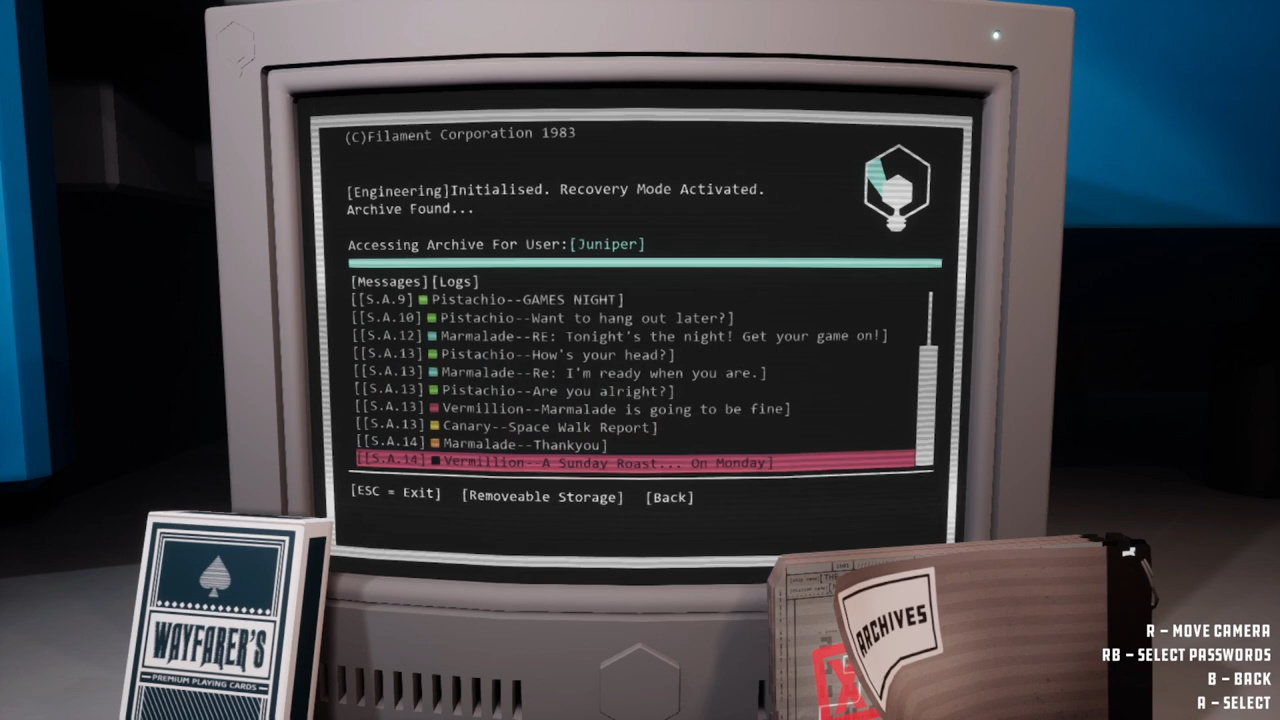 (C)Filament Corporation 1983
[Engineering]Initialised. Recovery Mode Activated.
Archive Found...
Accessing Archive For User:[Juniper]
[Messages][Logs]
[[S.A.9] Pistachio--GAMES NIGHT]
[[S.A.10] Pistachio--Want to hang out later?]
[[S.A.12] Marmalade--RE: Tonight's the night! Get your game on!]
[[S.A.13] Pistachio--How's your head?]
[[S.A.13] Marmalade--Re: I'm ready when you are.]
[[S.A.13] Pistachio--Are you alright?]
[[S.A.13] Vermillion--Marmalade is going to be fine]
[[S.A.13] Canary--Space Walk Report]
[[S.A.14] Marmalade--Thankyou]
[[S.A.14] Vermillion--A Sunday Roast... On Monday]
[ESC = Exit] [Removeable Storage] [Back]
WAYFARER'S
PREMIUM PLAYING CARDS
ARCHIVES
R - MOVE CAMERA
RB - SELECT PASSWORDS
B - BACK
A - SELECT